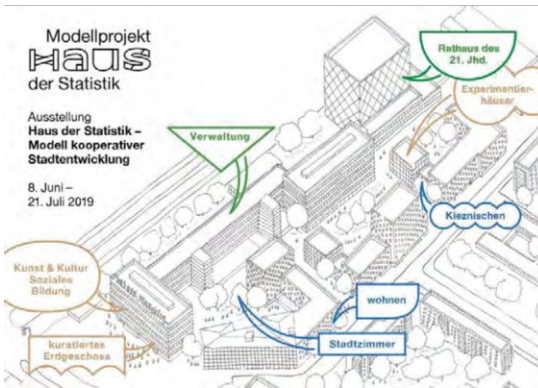 Modellprojekt
Haus
der Statistik
Ausstellung
Haus der Statistik –
Modell kooperativer
Stadtentwicklung
8. Juni –
21. Juli 2019
Rathaus des
21. Jhd.
Experimentier-
häuser
Verwaltung
Kieznischen
Kunst & Kultur
Soziales
Bildung
wohnen
Stadtzimmer
kuratiertes
Erdgeschoss